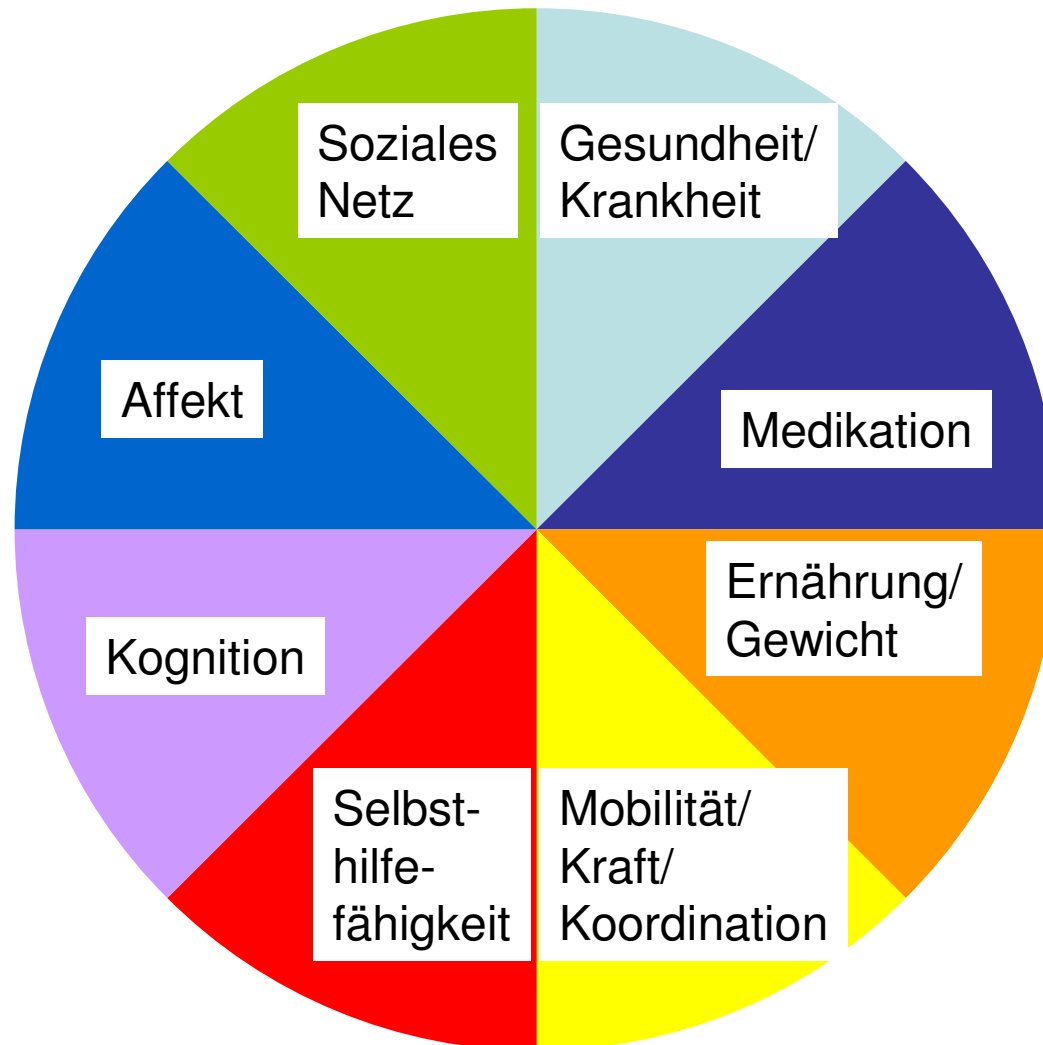 Soziales
Netz
Gesundheit/
Krankheit
Affekt
Medikation
Ernährung/
Gewicht
Kognition
Selbst-
hilfe-
fähigkeit
Mobilität/
Kraft/
Koordination